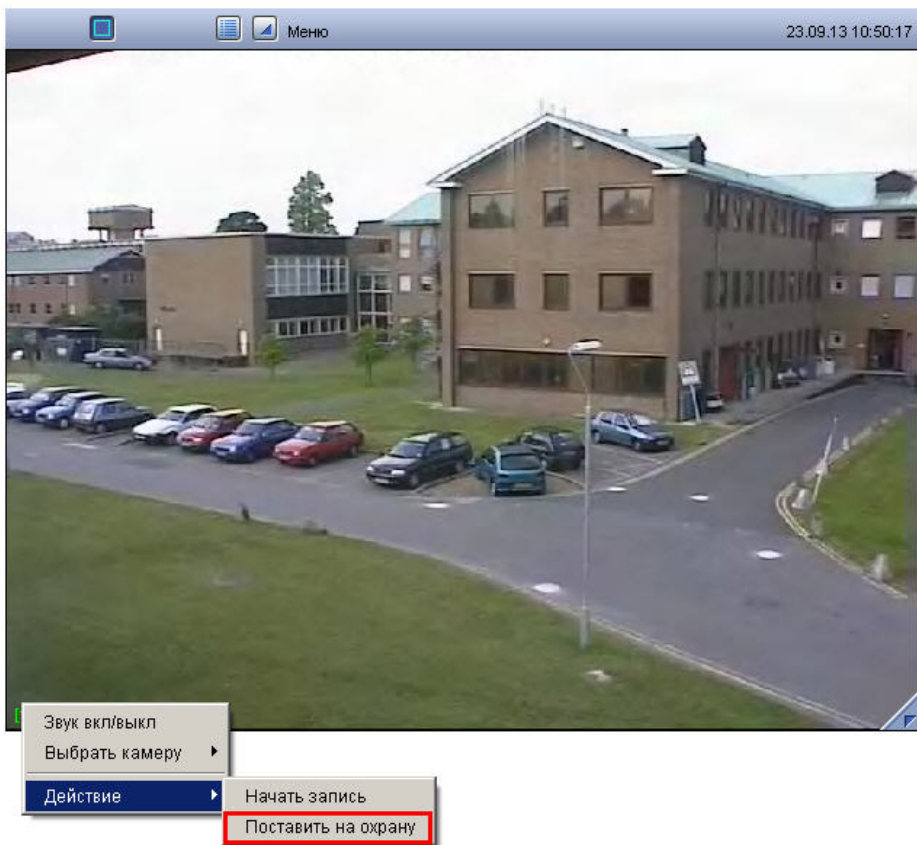 Меню
23.09.13 10:50:17
Звук вкл/выкл
Выбрать камеру
Действие
Начать запись
Поставить на охрану